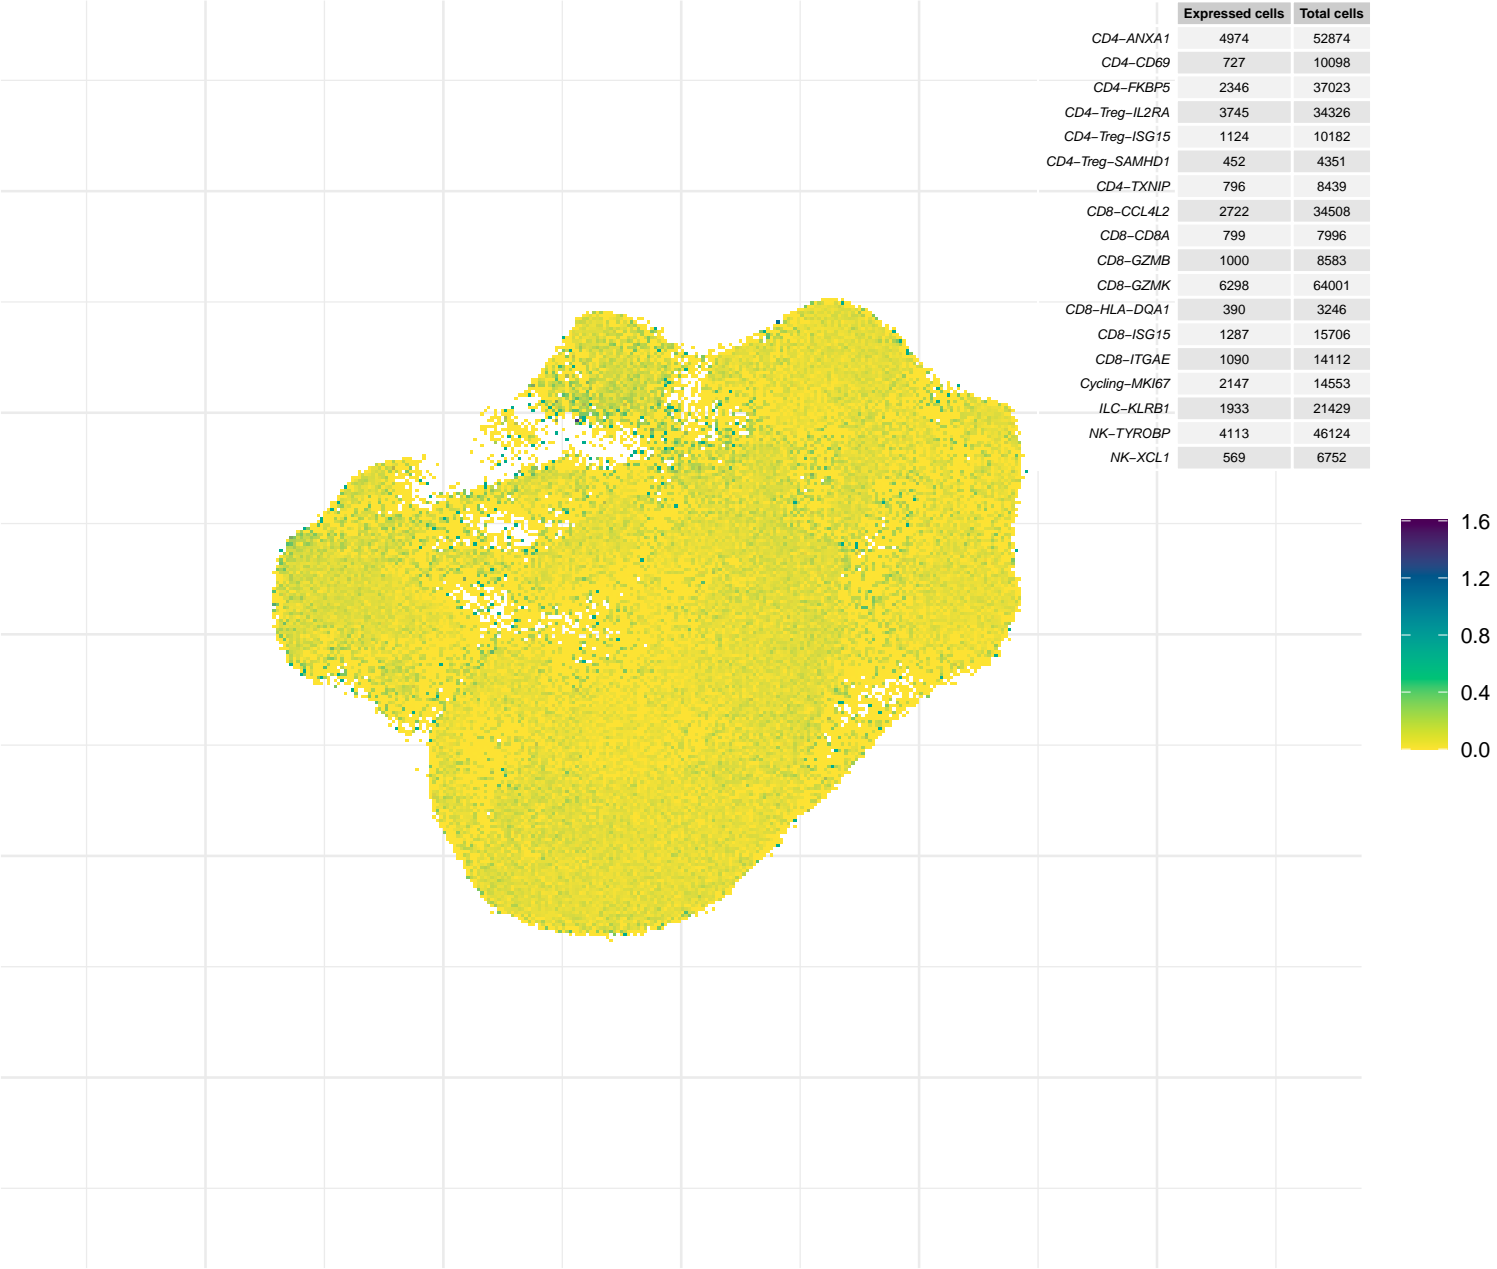 Expressed cells Total cells
CD4−ANXA1 4974 52874
CD4−CD69 727 10098
CD4−FKBP5 2346 37023
CD4−Treg−IL2RA 3745 34326
CD4−Treg−ISG15 1124 10182
CD4−Treg−SAMHD1 452 4351
CD4−TXNIP 796 8439
CD8−CCL4L2 2722 34508
CD8−CD8A 799 7996
CD8−GZMB 1000 8583
CD8−GZMK 6298 64001
CD8−HLA−DQA1 390 3246
CD8−ISG15 1287 15706
CD8−ITGAE 1090 14112
Cycling−MKI67 2147 14553
ILC−KLRB1 1933 21429
NK−TYROBP 4113 46124
NK−XCL1 569 6752
1.6
1.2
0.8
0.4
0.0